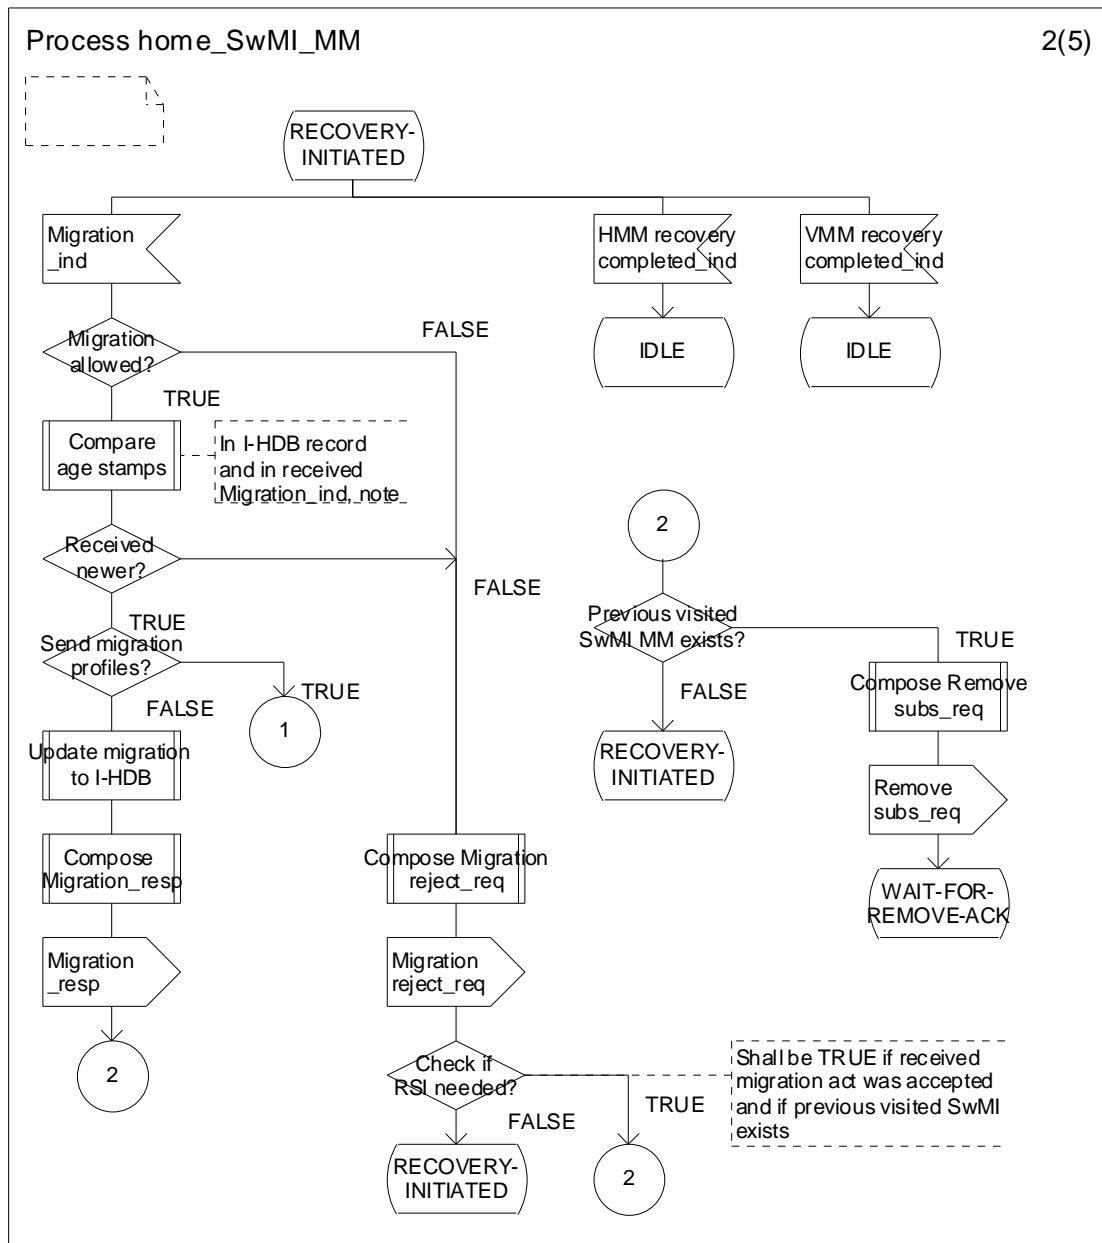 Process home_SwMI_MM
2(5)
RECOVERY-
INITIATED
Migration
_ind
HMM recovery
completed_ind
VMM recovery
completed_ind
Migration
allowed?
FALSE
IDLE
IDLE
TRUE
Compare
age stamps
In I-HDB record
and in received
Migration_ind, note
2
Received
newer?
FALSE
TRUE
Previous visited
SwMI MM exists?
TRUE
Send migration
profiles?
FALSE
TRUE
1
FALSE
Compose Remove
subs_req
Update migration
to I-HDB
RECOVERY-
INITIATED
Remove
subs_req
Compose
Migration_resp
Compose Migration
reject_req
WAIT-FOR-
REMOVE-ACK
Migration
_resp
Migration
reject_req
2
Check if
RSI needed?
Shall be TRUE if received
migration act was accepted
and if previous visited SwMI
exists
TRUE
FALSE
RECOVERY-
INITIATED
2